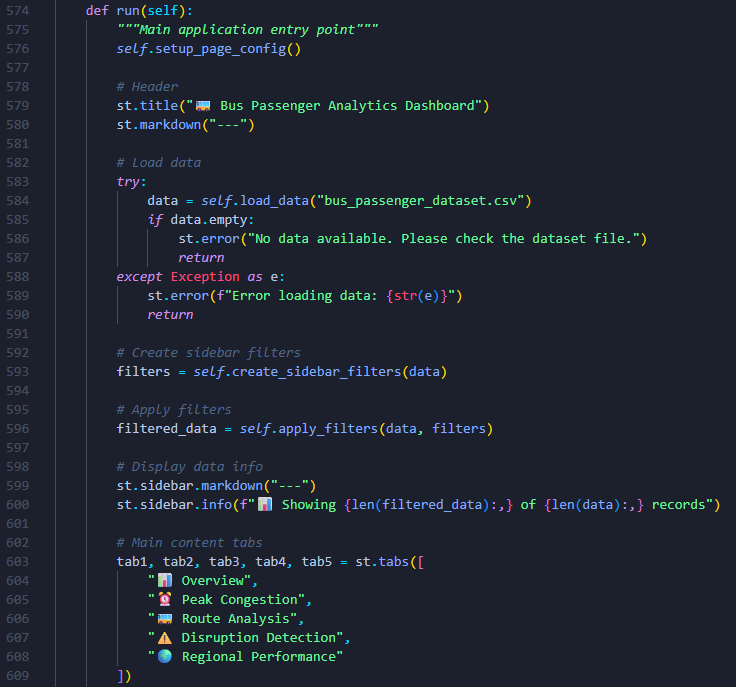 574 def run(self):
575 """Main application entry point"""
576 self.setup_page_config()
577
578 # Header
579 st.title("🚌 Bus Passenger Analytics Dashboard")
580 st.markdown("---")
581
582 # Load data
583 try:
584 data = self.load_data("bus_passenger_dataset.csv")
585 if data.empty:
586 st.error("No data available. Please check the dataset file.")
587 return
588 except Exception as e:
589 st.error(f"Error loading data: {str(e)}")
590 return
591
592 # Create sidebar filters
593 filters = self.create_sidebar_filters(data)
594
595 # Apply filters
596 filtered_data = self.apply_filters(data, filters)
597
598 # Display data info
599 st.sidebar.markdown("---")
600 st.sidebar.info(f"📊 Showing {len(filtered_data):,} of {len(data):,} records")
601
602 # Main content tabs
603 tab1, tab2, tab3, tab4, tab5 = st.tabs([
604 "📊 Overview",
605 "⏰ Peak Congestion",
606 "🚌 Route Analysis",
607 "⚠️ Disruption Detection",
608 "🌍 Regional Performance"
609 ])